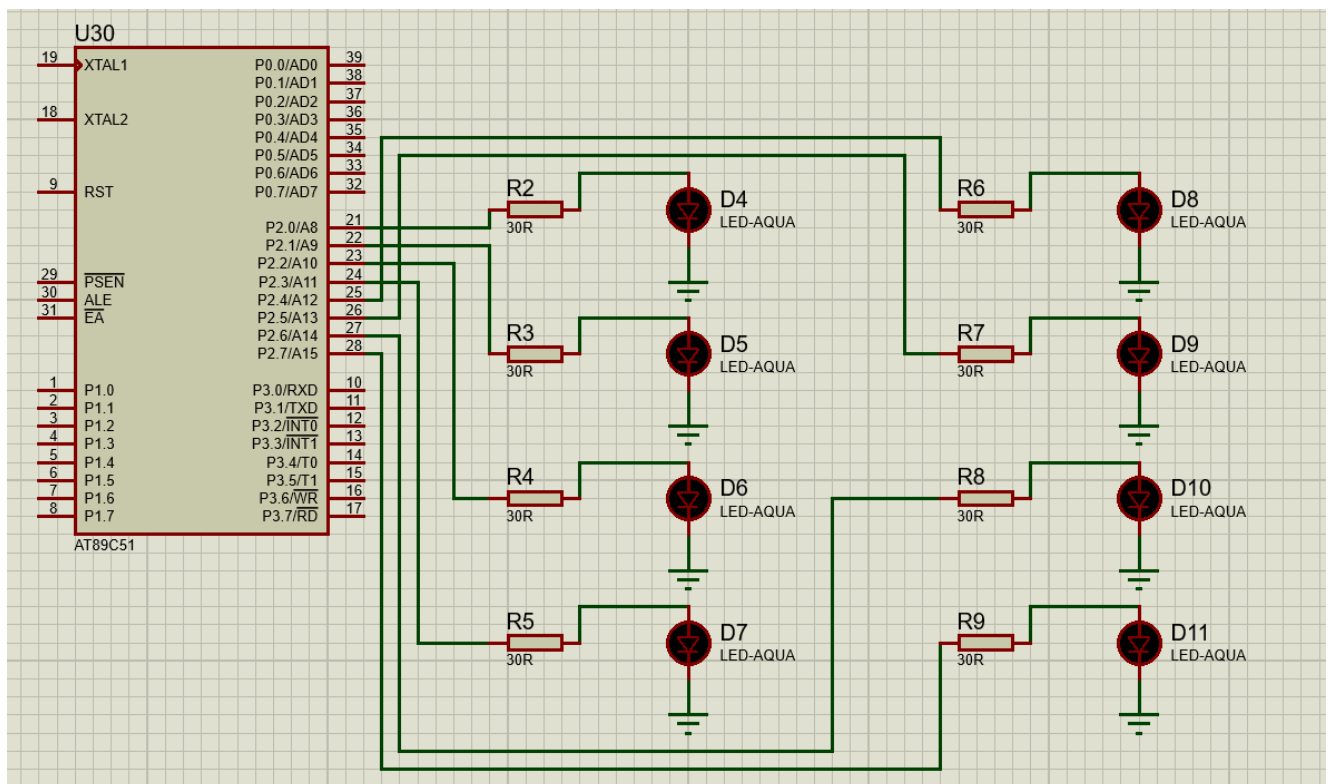 U30
19
XTAL1
18
XTAL2
9
RST
29
PSEN
30
ALE
31
EA
1
P1.0
2
P1.1
3
P1.2
4
P1.3
5
P1.4
6
P1.5
7
P1.6
8
P1.7
P0.0/AD0
39
P0.1/AD1
38
P0.2/AD2
37
P0.3/AD3
36
P0.4/AD4
35
P0.5/AD5
34
P0.6/AD6
33
P0.7/AD7
32
P2.0/A8
21
P2.1/A9
22
P2.2/A10
23
P2.3/A11
24
P2.4/A12
25
P2.5/A13
26
P2.6/A14
27
P2.7/A15
28
P3.0/RXD
10
P3.1/TXD
11
P3.2/INT0
12
P3.3/INT1
13
P3.4/T0
14
P3.5/T1
15
P3.6/WR
16
P3.7/RD
17
AT89C51
R2
30R
D4
LED-AQUA
R6
30R
D8
LED-AQUA
R3
30R
D5
LED-AQUA
R7
30R
D9
LED-AQUA
R4
30R
D6
LED-AQUA
R8
30R
D10
LED-AQUA
R5
30R
D7
LED-AQUA
R9
30R
D11
LED-AQUA